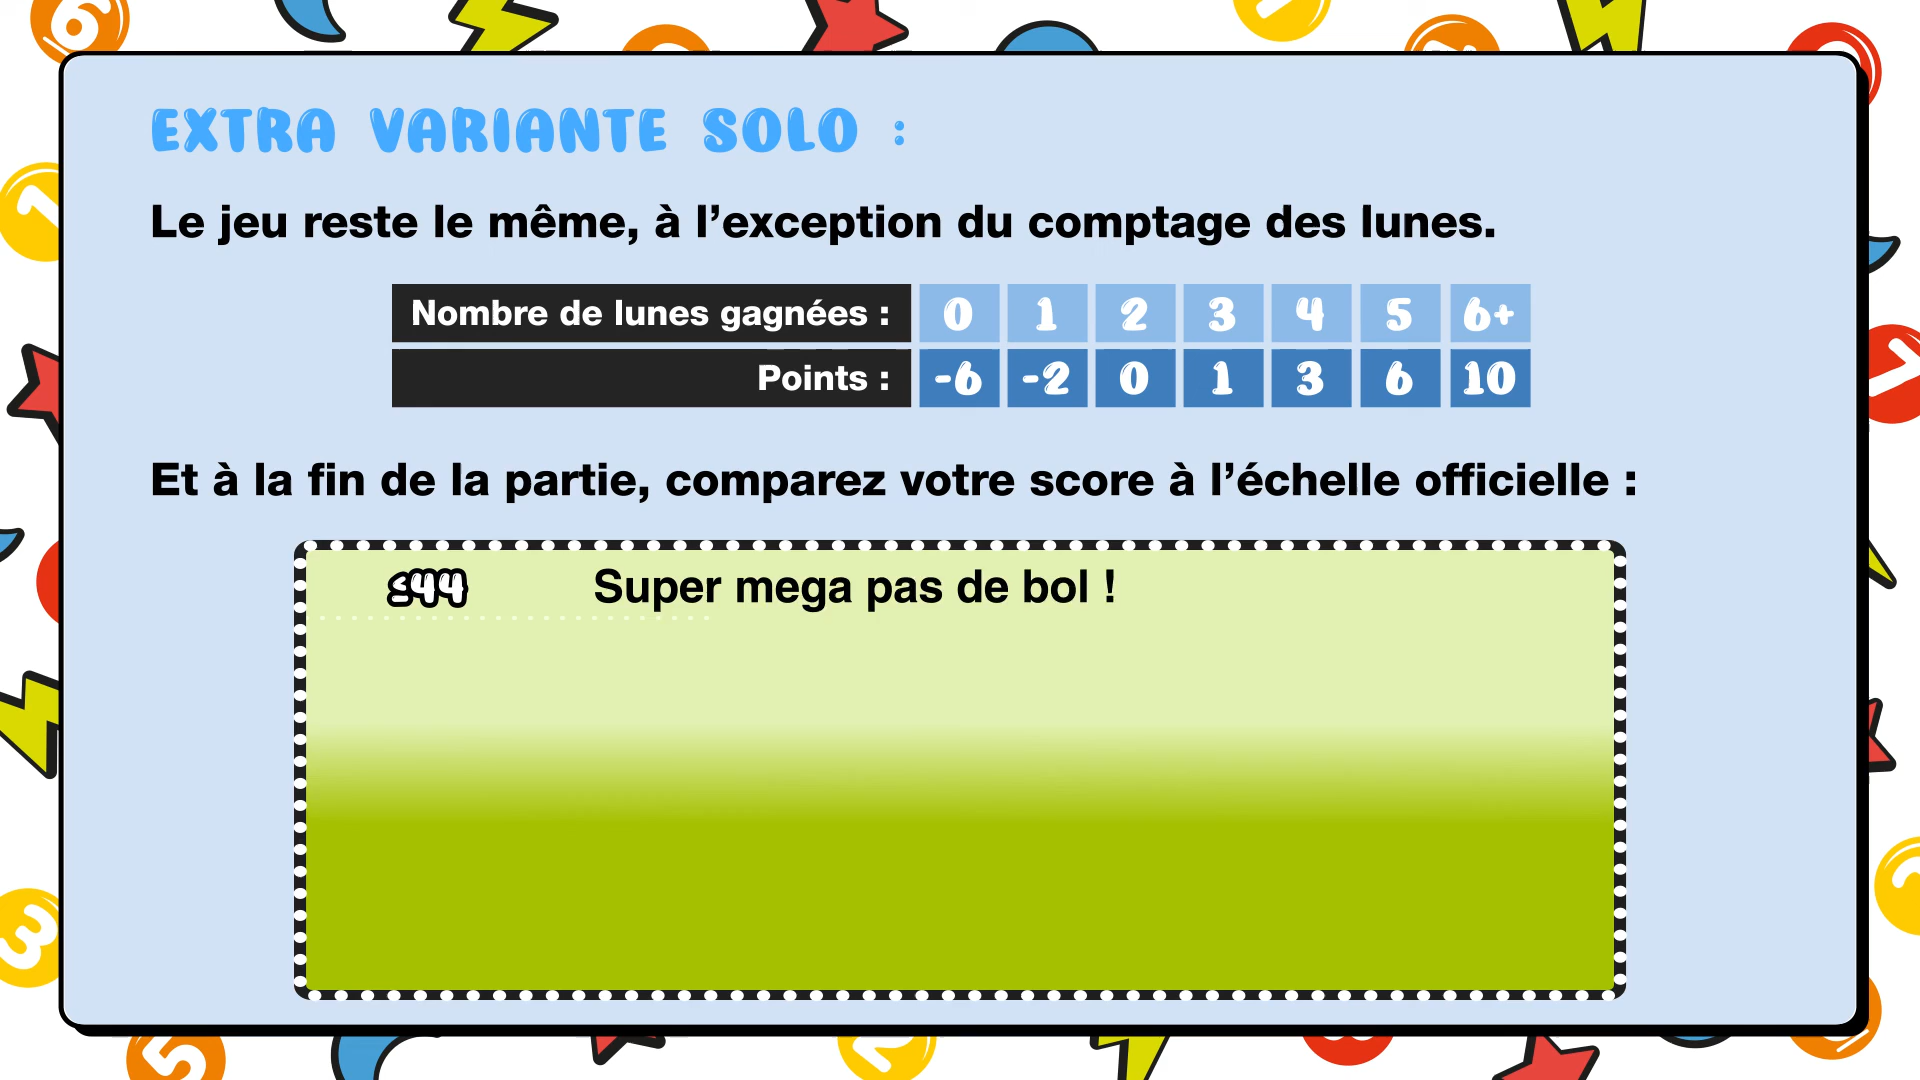 EXTRA VARIANTE SOLO :
Le jeu reste le même, à l’exception du comptage des lunes.
Nombre de lunes gagnées : 0 1 2 3 4 5 6+
Points : -6 -2 0 1 3 6 10
Et à la fin de la partie, comparez votre score à l’échelle officielle :
≤44 Super mega pas de bol !